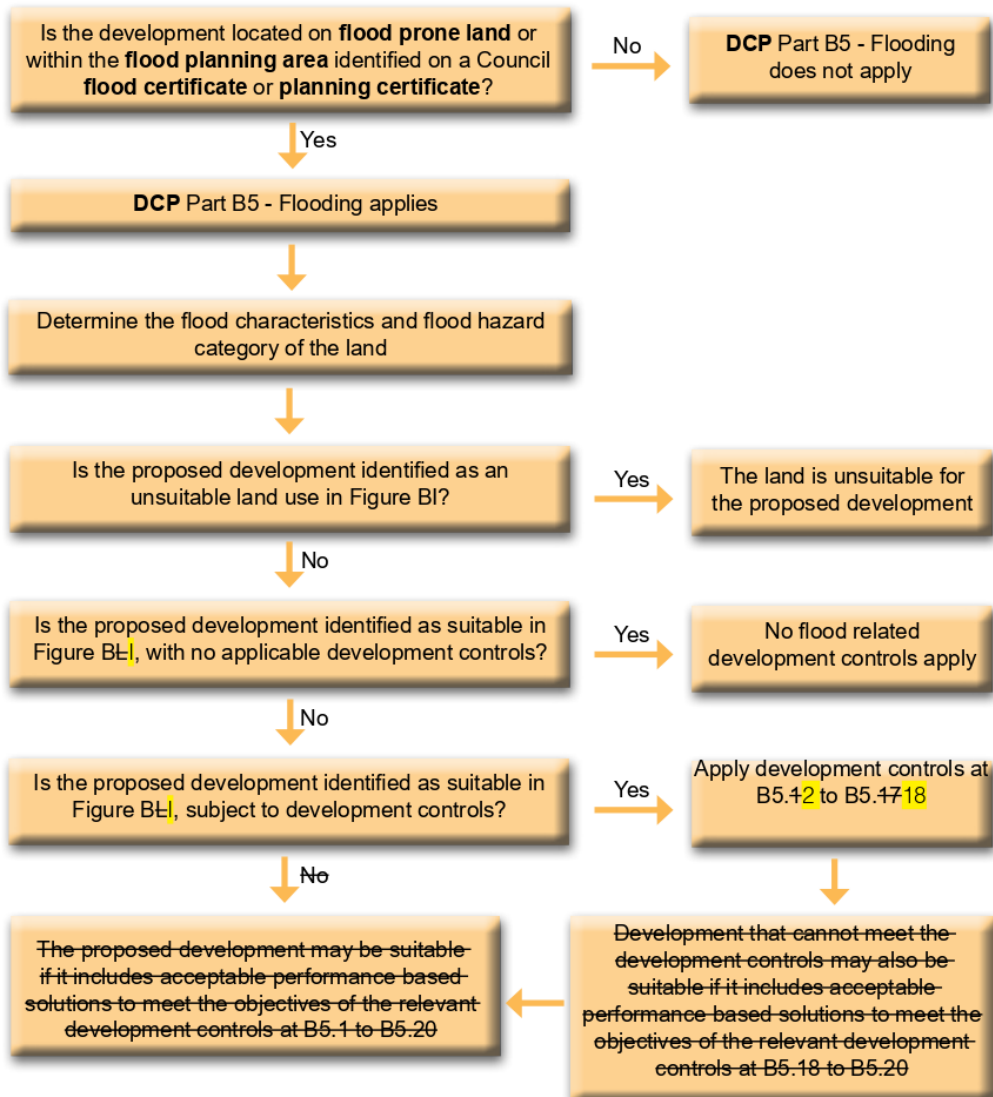 Is the development located on flood prone land or
within the flood planning area identified on a Council
flood certificate or planning certificate?
No
DCP Part B5 - Flooding
does not apply
Yes
DCP Part B5 - Flooding applies
Determine the flood characteristics and flood hazard
category of the land
Is the proposed development identified as an
unsuitable land use in Figure BI?
Yes
The land is unsuitable for
the proposed development
No
Is the proposed development identified as suitable in
Figure BLI, with no applicable development controls?
Yes
No flood related
development controls apply
No
Is the proposed development identified as suitable in
Figure BLI, subject to development controls?
Yes
Apply development controls at
B5.12 to B5.1718
No
The proposed development may be suitable
if it includes acceptable performance based
solutions to meet the objectives of the relevant
development controls at B5.1 to B5.20
Development that cannot meet the
development controls may also be
suitable if it includes acceptable
performance based solutions to meet the
objectives of the relevant development
controls at B5.18 to B5.20